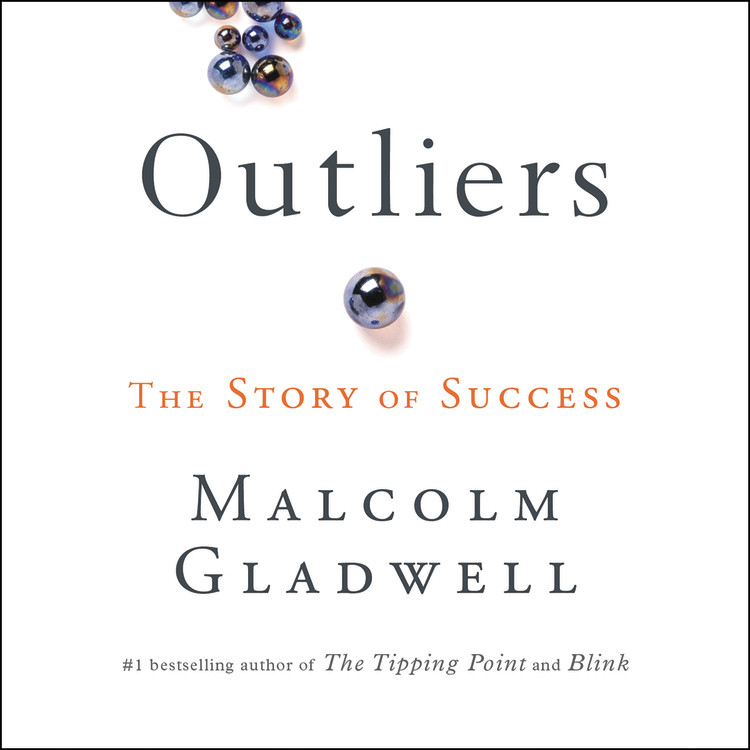 Outliers
The Story of Success
Malcolm
Gladwell
#1 bestselling author of The Tipping Point and Blink